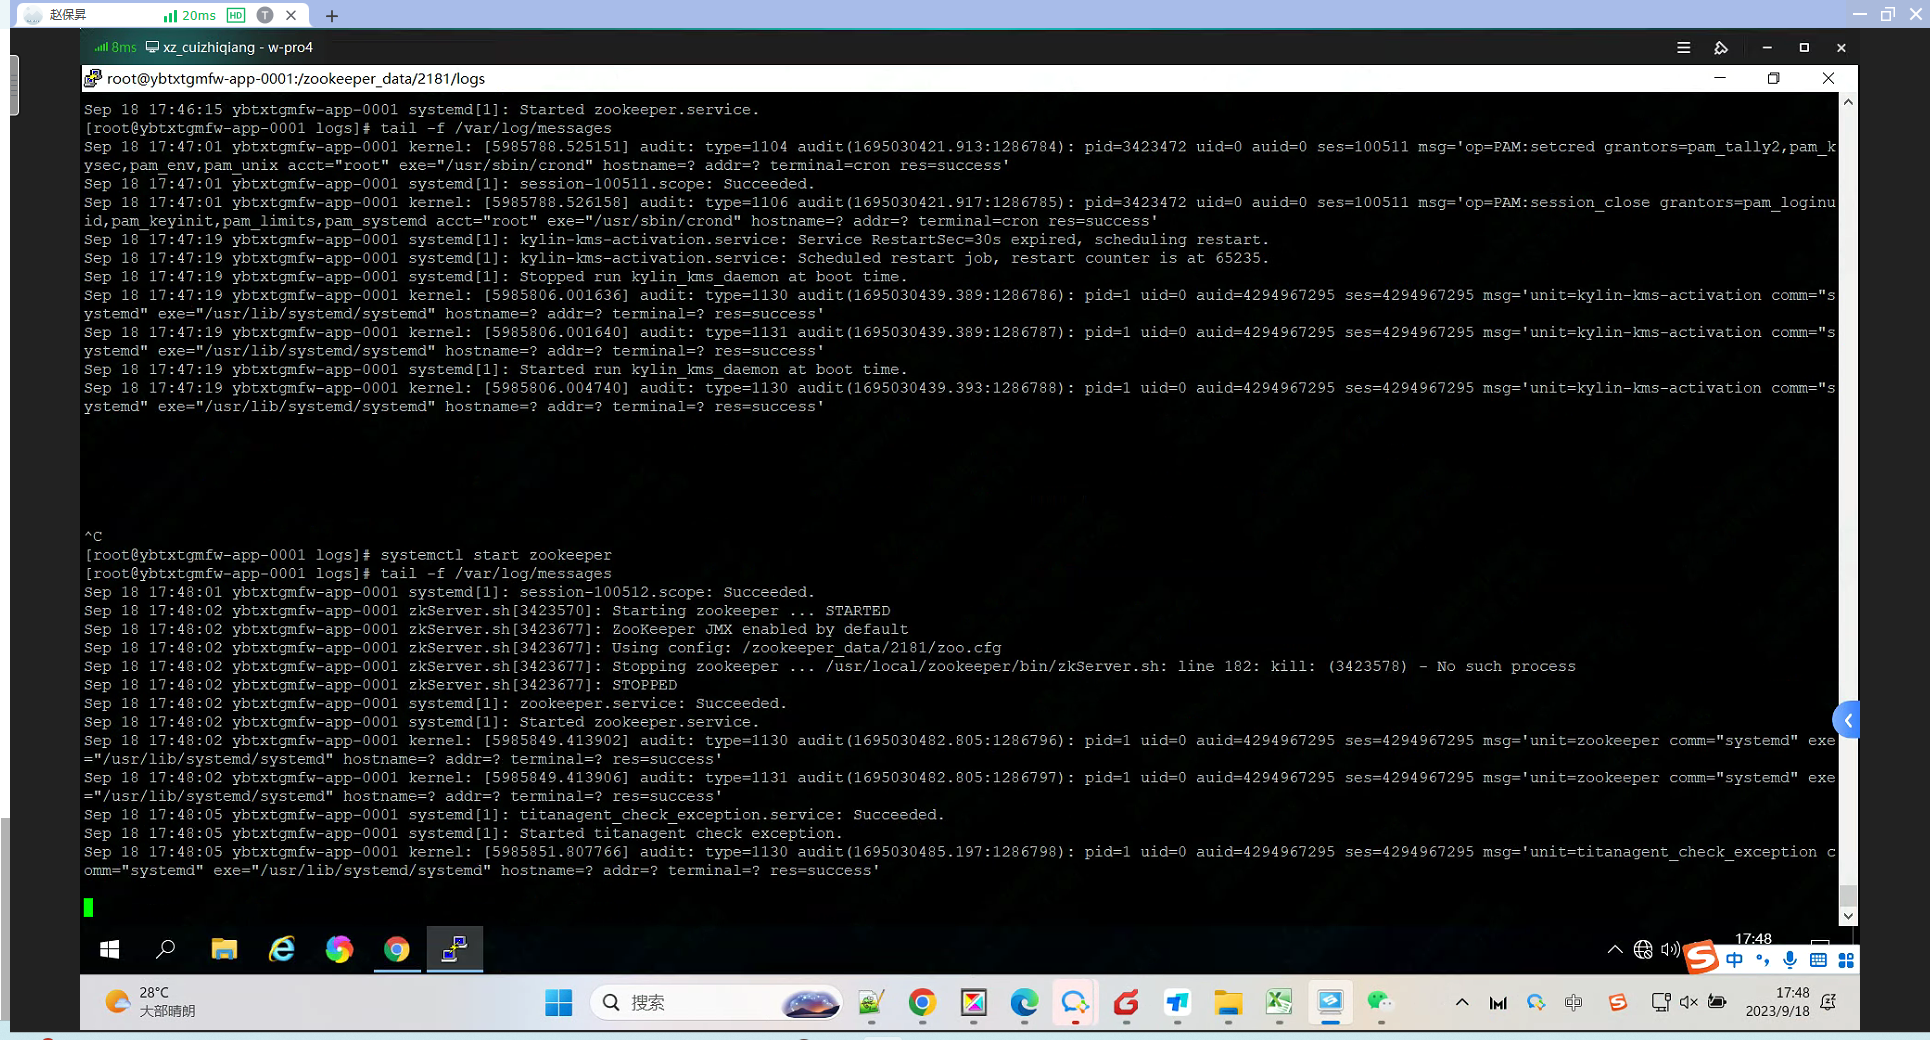 赵保昇
20ms
HD
T
8ms
xz_cuizhiqiang - w-pro4
root@ybtxtgmfw-app-0001:/zookeeper_data/2181/logs
Sep 18 17:46:15 ybtxtgmfw-app-0001 systemd[1]: Started zookeeper.service.
[root@ybtxtgmfw-app-0001 logs]# tail -f /var/log/messages
Sep 18 17:47:01 ybtxtgmfw-app-0001 kernel: [5985788.525151] audit: type=1104 audit(1695030421.913:1286784): pid=3423472 uid=0 auid=0 ses=100511 msg='op=PAM:setcred grantors=pam_tally2,pam_k
ysec,pam_env,pam_unix acct="root" exe="/usr/sbin/crond" hostname=? addr=? terminal=cron res=success'
Sep 18 17:47:01 ybtxtgmfw-app-0001 systemd[1]: session-100511.scope: Succeeded.
Sep 18 17:47:01 ybtxtgmfw-app-0001 kernel: [5985788.526158] audit: type=1106 audit(1695030421.917:1286785): pid=3423472 uid=0 auid=0 ses=100511 msg='op=PAM:session_close grantors=pam_loginu
id,pam_keyinit,pam_limits,pam_systemd acct="root" exe="/usr/sbin/crond" hostname=? addr=? terminal=cron res=success'
Sep 18 17:47:19 ybtxtgmfw-app-0001 systemd[1]: kylin-kms-activation.service: Service RestartSec=30s expired, scheduling restart.
Sep 18 17:47:19 ybtxtgmfw-app-0001 systemd[1]: kylin-kms-activation.service: Scheduled restart job, restart counter is at 65235.
Sep 18 17:47:19 ybtxtgmfw-app-0001 systemd[1]: Stopped run kylin_kms_daemon at boot time.
Sep 18 17:47:19 ybtxtgmfw-app-0001 kernel: [5985806.001636] audit: type=1130 audit(1695030439.389:1286786): pid=1 uid=0 auid=4294967295 ses=4294967295 msg='unit=kylin-kms-activation comm="s
ystemd" exe="/usr/lib/systemd/systemd" hostname=? addr=? terminal=? res=success'
Sep 18 17:47:19 ybtxtgmfw-app-0001 kernel: [5985806.001640] audit: type=1131 audit(1695030439.389:1286787): pid=1 uid=0 auid=4294967295 ses=4294967295 msg='unit=kylin-kms-activation comm="s
ystemd" exe="/usr/lib/systemd/systemd" hostname=? addr=? terminal=? res=success'
Sep 18 17:47:19 ybtxtgmfw-app-0001 systemd[1]: Started run kylin_kms_daemon at boot time.
Sep 18 17:47:19 ybtxtgmfw-app-0001 kernel: [5985806.004740] audit: type=1130 audit(1695030439.393:1286788): pid=1 uid=0 auid=4294967295 ses=4294967295 msg='unit=kylin-kms-activation comm="s
ystemd" exe="/usr/lib/systemd/systemd" hostname=? addr=? terminal=? res=success'
^C
[root@ybtxtgmfw-app-0001 logs]# systemctl start zookeeper
[root@ybtxtgmfw-app-0001 logs]# tail -f /var/log/messages
Sep 18 17:48:01 ybtxtgmfw-app-0001 systemd[1]: session-100512.scope: Succeeded.
Sep 18 17:48:02 ybtxtgmfw-app-0001 zkServer.sh[3423570]: Starting zookeeper ... STARTED
Sep 18 17:48:02 ybtxtgmfw-app-0001 zkServer.sh[3423677]: ZooKeeper JMX enabled by default
Sep 18 17:48:02 ybtxtgmfw-app-0001 zkServer.sh[3423677]: Using config: /zookeeper_data/2181/zoo.cfg
Sep 18 17:48:02 ybtxtgmfw-app-0001 zkServer.sh[3423677]: Stopping zookeeper ... /usr/local/zookeeper/bin/zkServer.sh: line 182: kill: (3423578) - No such process
Sep 18 17:48:02 ybtxtgmfw-app-0001 zkServer.sh[3423677]: STOPPED
Sep 18 17:48:02 ybtxtgmfw-app-0001 systemd[1]: zookeeper.service: Succeeded.
Sep 18 17:48:02 ybtxtgmfw-app-0001 systemd[1]: Started zookeeper.service.
Sep 18 17:48:02 ybtxtgmfw-app-0001 kernel: [5985849.413902] audit: type=1130 audit(1695030482.805:1286796): pid=1 uid=0 auid=4294967295 ses=4294967295 msg='unit=zookeeper comm="systemd" exe
="/usr/lib/systemd/systemd" hostname=? addr=? terminal=? res=success'
Sep 18 17:48:02 ybtxtgmfw-app-0001 kernel: [5985849.413906] audit: type=1131 audit(1695030482.805:1286797): pid=1 uid=0 auid=4294967295 ses=4294967295 msg='unit=zookeeper comm="systemd" exe
="/usr/lib/systemd/systemd" hostname=? addr=? terminal=? res=success'
Sep 18 17:48:05 ybtxtgmfw-app-0001 systemd[1]: titanagent_check_exception.service: Succeeded.
Sep 18 17:48:05 ybtxtgmfw-app-0001 systemd[1]: Started titanagent check exception.
Sep 18 17:48:05 ybtxtgmfw-app-0001 kernel: [5985851.807766] audit: type=1130 audit(1695030485.197:1286798): pid=1 uid=0 auid=4294967295 ses=4294967295 msg='unit=titanagent_check_exception c
omm="systemd" exe="/usr/lib/systemd/systemd" hostname=? addr=? terminal=? res=success'
17:48
中
28°C
大部晴朗
搜索
17:48
2023/9/18